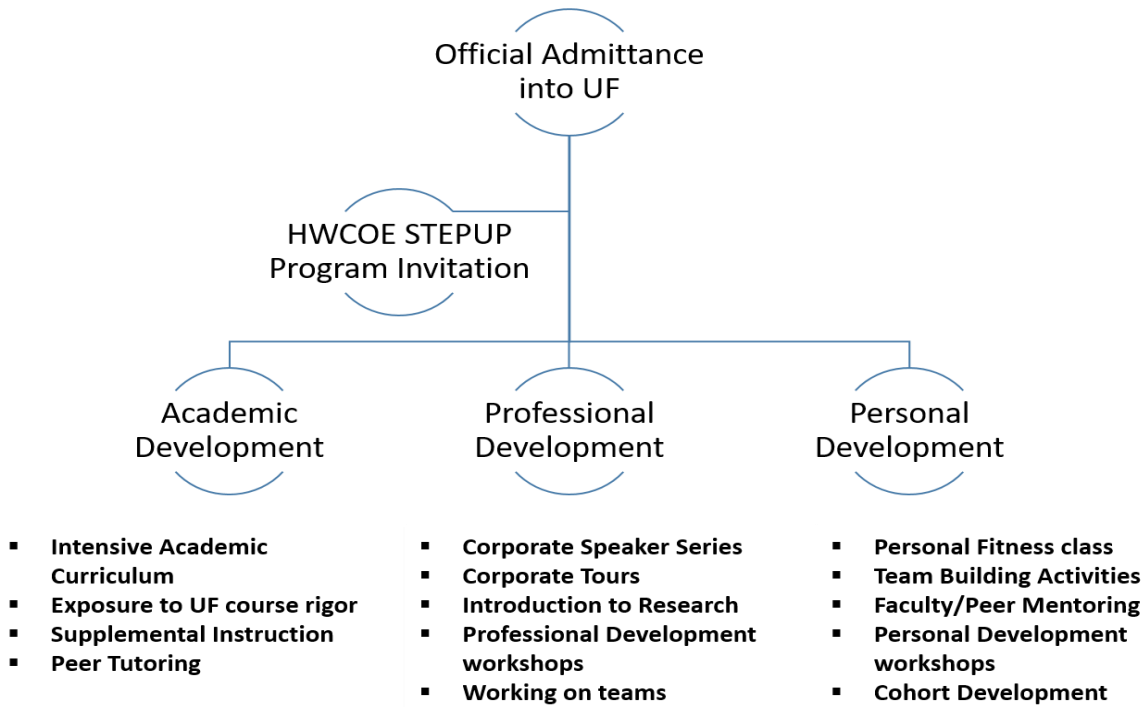 Official Admittance
into UF
HWCOE STEPUP
Program Invitation
Academic
Development
Professional
Development
Personal
Development
▪ Intensive Academic
Curriculum
▪ Exposure to UF course rigor
▪ Supplemental Instruction
▪ Peer Tutoring
▪ Corporate Speaker Series
▪ Corporate Tours
▪ Introduction to Research
▪ Professional Development
workshops
▪ Working on teams
▪ Personal Fitness class
▪ Team Building Activities
▪ Faculty/Peer Mentoring
▪ Personal Development
workshops
▪ Cohort Development